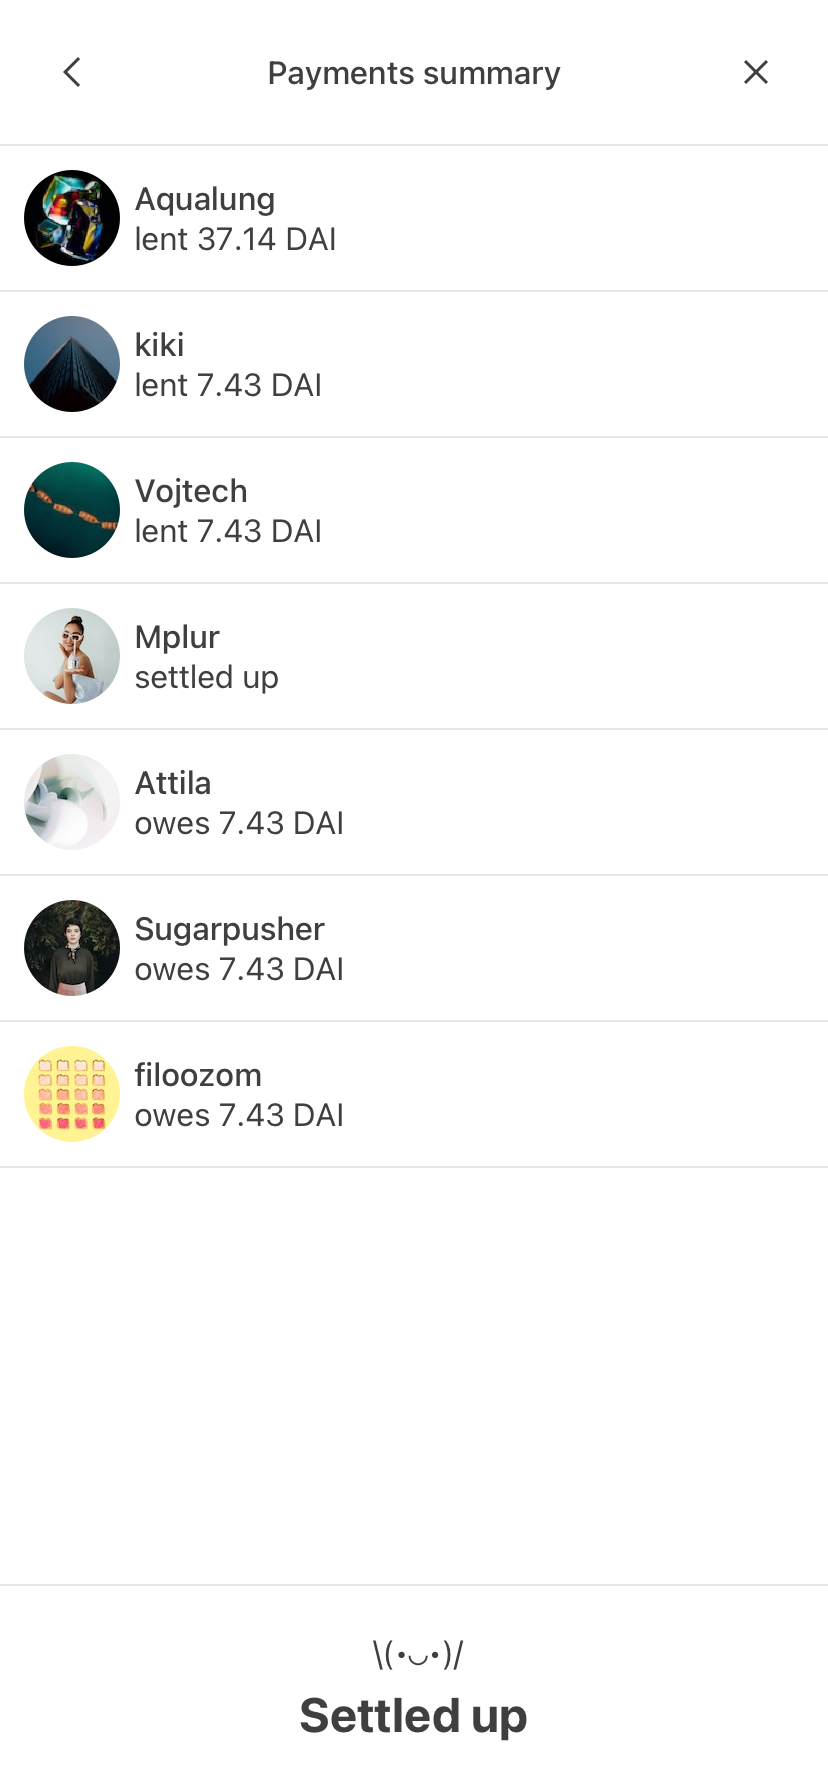 Payments summary
Aqualung
lent 37.14 DAI
kiki
lent 7.43 DAI
Vojtech
lent 7.43 DAI
Mplur
settled up
Attila
owes 7.43 DAI
Sugarpusher
owes 7.43 DAI
filoozom
owes 7.43 DAI
\(•◡•)/
Settled up